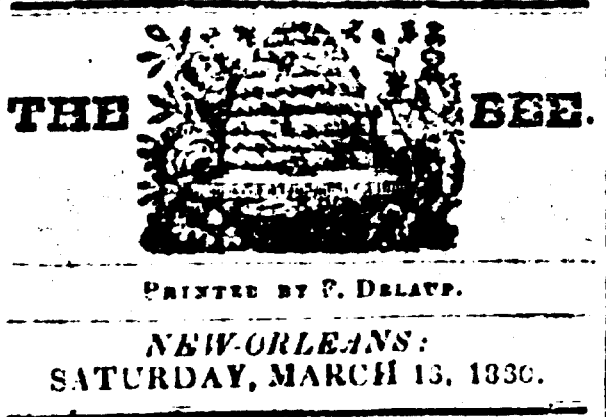 THE BEE.
PRINTED BY F. DELAUP.
NEW-ORLEANS:
SATURDAY, MARCH 13, 1830.